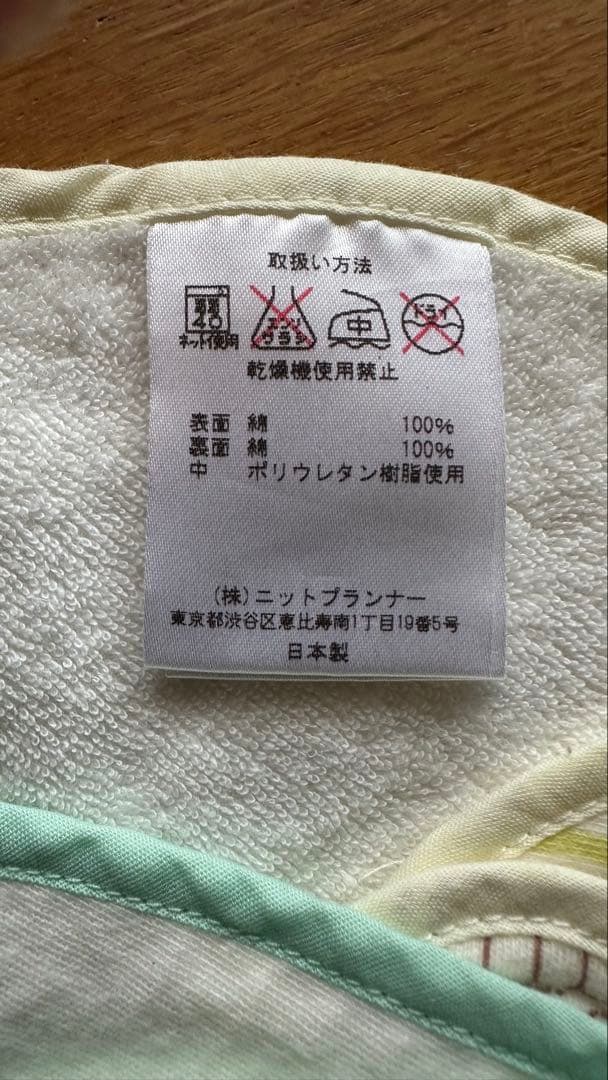 取扱い方法
弱
40
ネット使用
エンソ
サラシ
中
ドライ
乾燥機使用禁止
表面 綿 100%
裏面 綿 100%
中 ポリウレタン樹脂使用
(株)ニットプランナー
東京都渋谷区恵比寿南1丁目19番5号
日本製